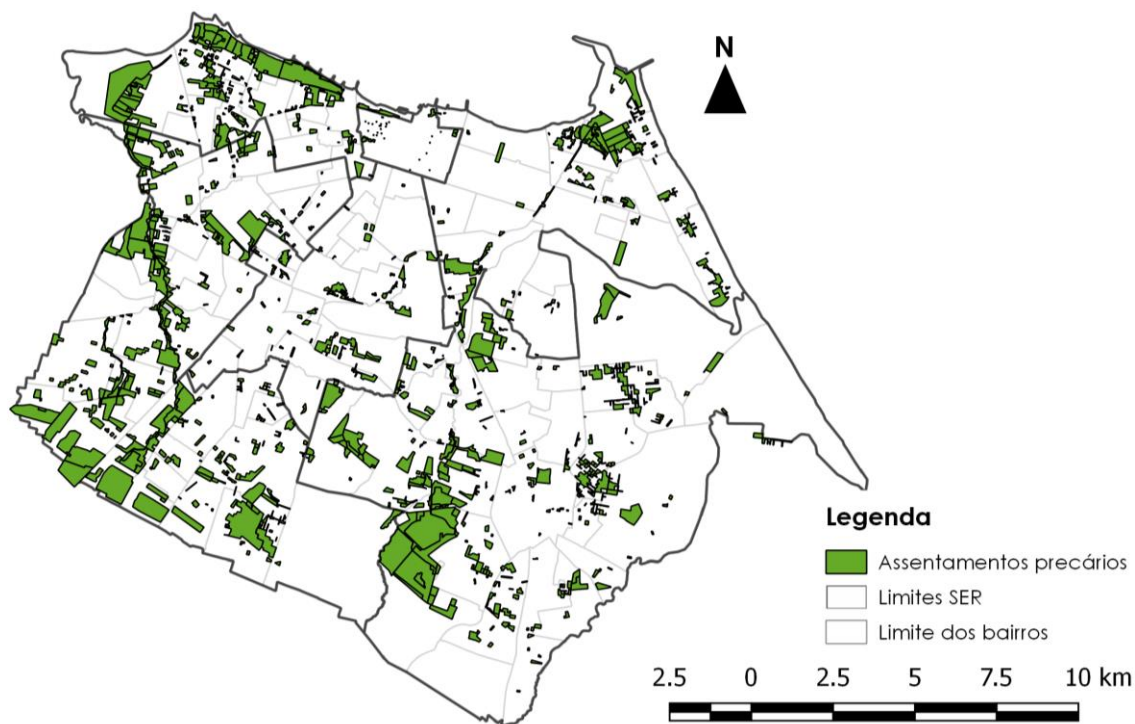 N
Legenda
Assentamentos precários
Limites SER
Limite dos bairros
2.5 0 2.5 5 7.5 10 km